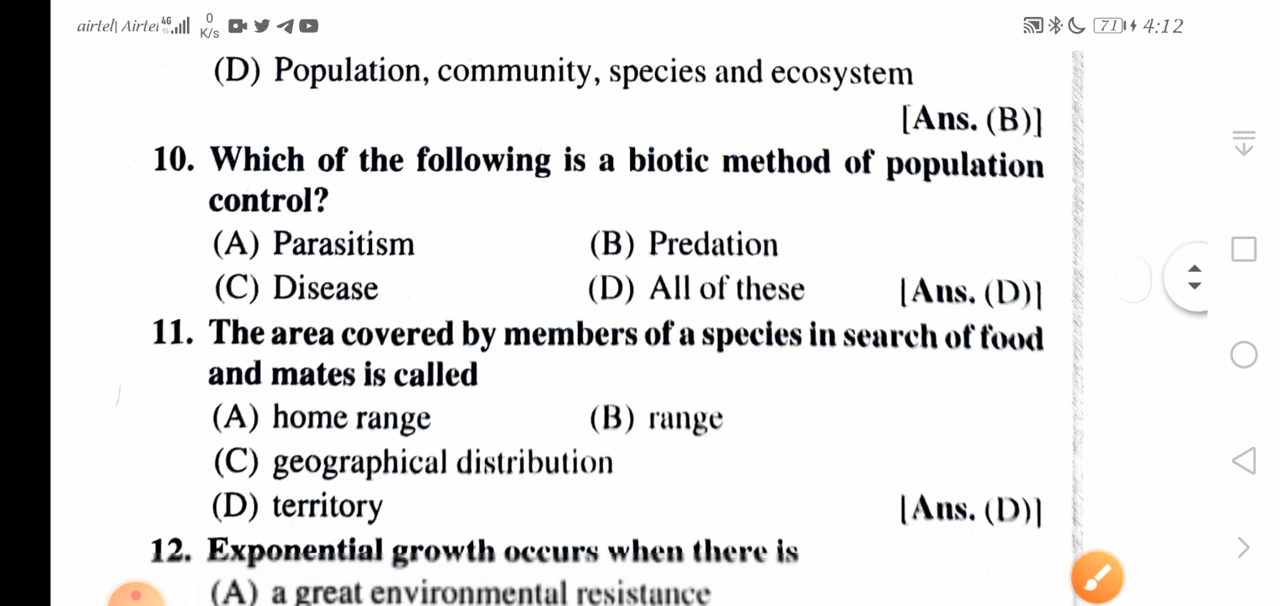 airtel| Airtel 4G 0 K/s 71 4:12
(D) Population, community, species and ecosystem
[Ans. (B)]
10. Which of the following is a biotic method of population
control?
(A) Parasitism (B) Predation
(C) Disease (D) All of these [Ans. (D)]
11. The area covered by members of a species in search of food
and mates is called
(A) home range (B) range
(C) geographical distribution
(D) territory [Ans. (D)]
12. Exponential growth occurs when there is
(A) a great environmental resistance